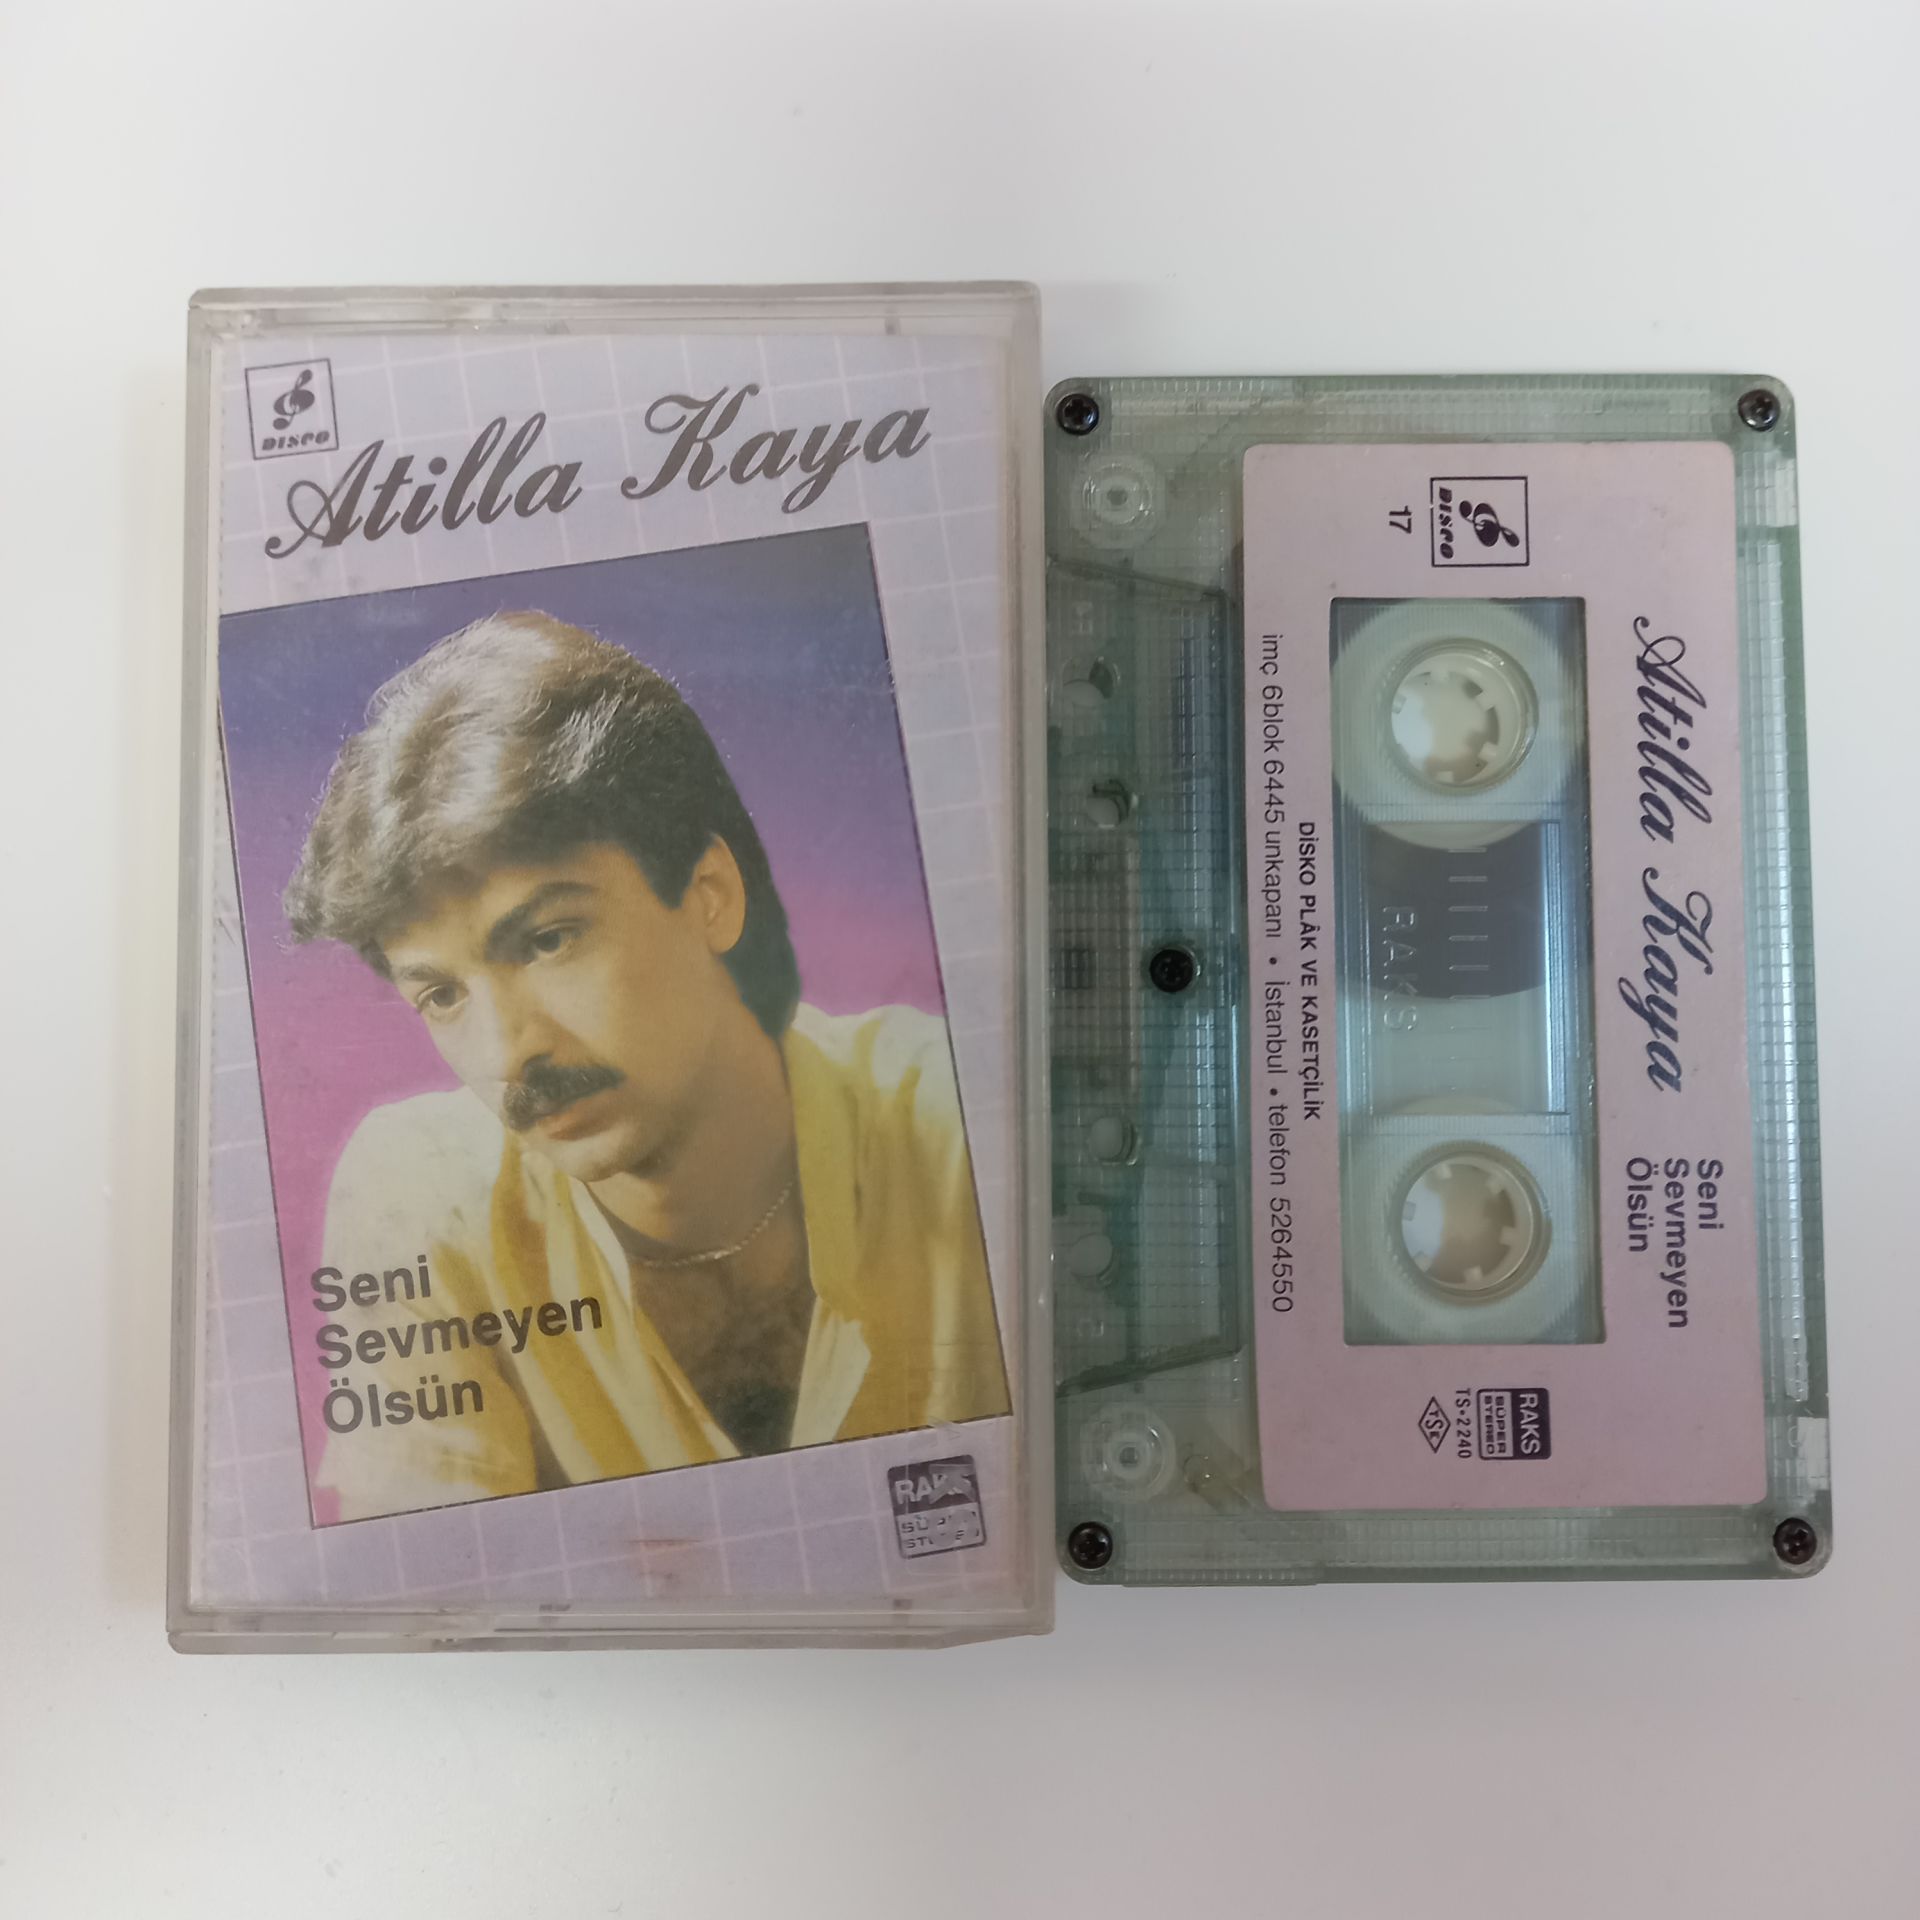 DISCO
Atilla Kaya
Seni
Sevmeyen
Ölsün
RAKS
DISCO
17
Atilla Kaya
Seni
Sevmeyen
Ölsün
RAKS
DİSKO PLÂK VE KASETÇİLİK
imç 6blok 6445 unkapanı • İstanbul • telefon 5264550
RAKS
SÜPER
STEREO
TS•2240
TSE